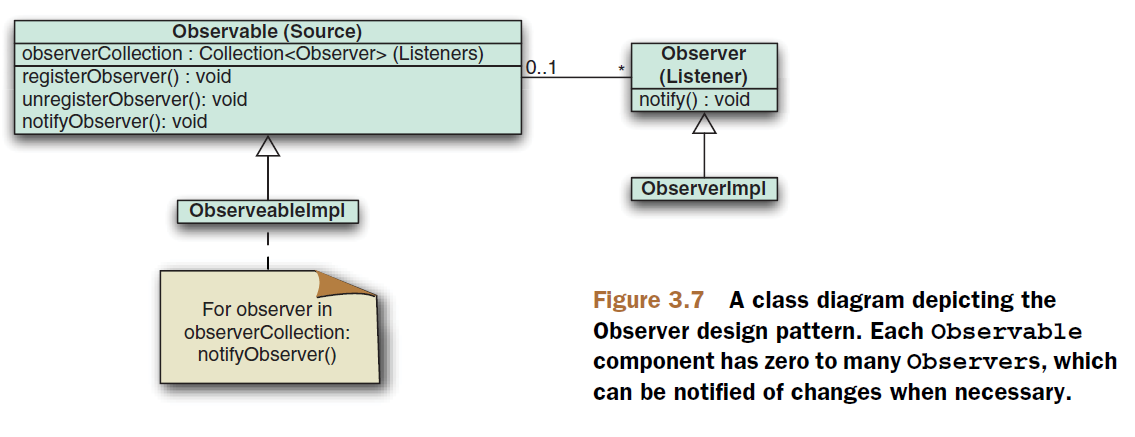 Observable (Source)
observerCollection : Collection<Observer> (Listeners)
registerObserver() : void
unregisterObserver(): void
notifyObserver(): void
0..1
*
Observer
(Listener)
notify() : void
ObserveableImpl
ObserverImpl
For observer in
observerCollection:
notifyObserver()
Figure 3.7 A class diagram depicting the
Observer design pattern. Each Observable
component has zero to many Observers, which
can be notified of changes when necessary.